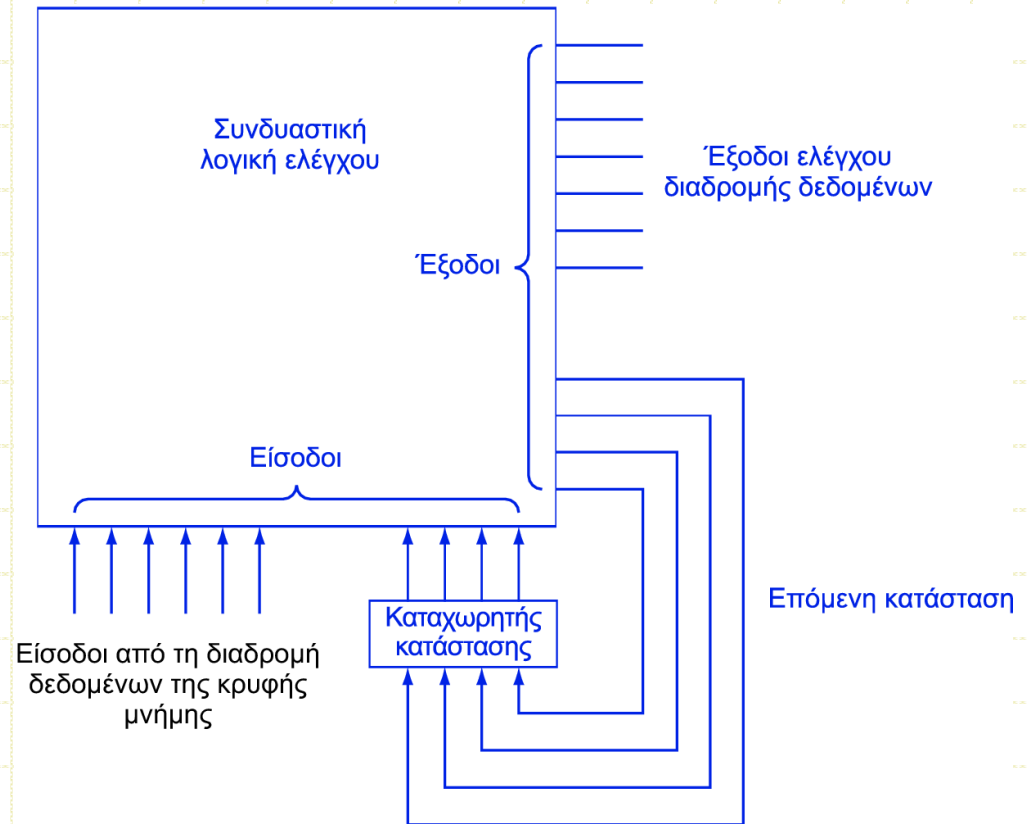 Συνδυαστική
λογική ελέγχου
Έξοδοι ελέγχου
διαδρομής δεδομένων
Έξοδοι
Είσοδοι
Επόμενη κατάσταση
Καταχωρητής
κατάστασης
Είσοδοι από τη διαδρομή
δεδομένων της κρυφής
μνήμης